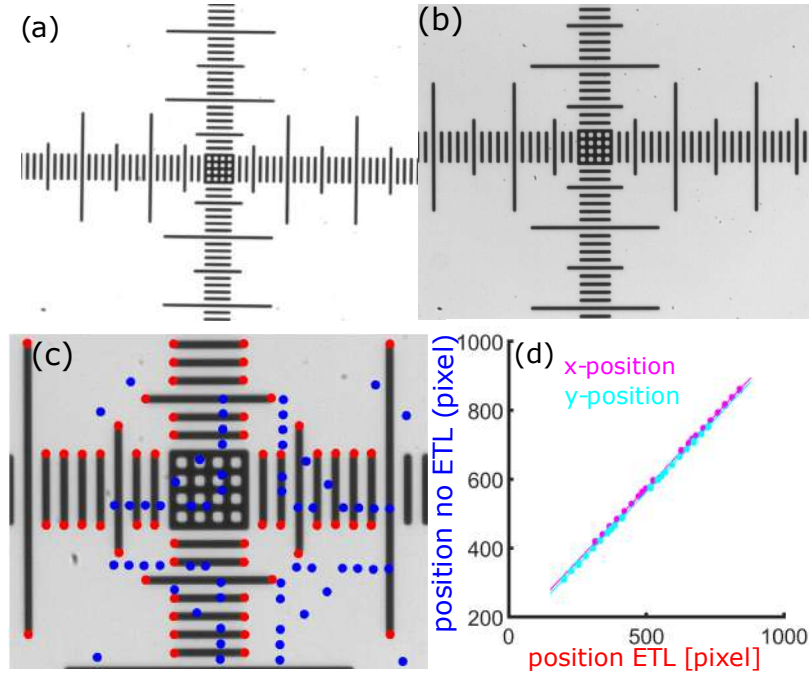 (a)
(b)
(c)
(d)
x-position
y-position
position no ETL (pixel)
1000
800
600
400
200
0
500
1000
position ETL [pixel]